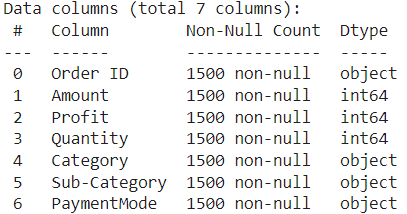 Data columns (total 7 columns):
 #   Column        Non-Null Count  Dtype
---  ------        --------------  -----
 0   Order ID      1500 non-null   object
 1   Amount        1500 non-null   int64
 2   Profit        1500 non-null   int64
 3   Quantity      1500 non-null   int64
 4   Category      1500 non-null   object
 5   Sub-Category  1500 non-null   object
 6   PaymentMode   1500 non-null   object